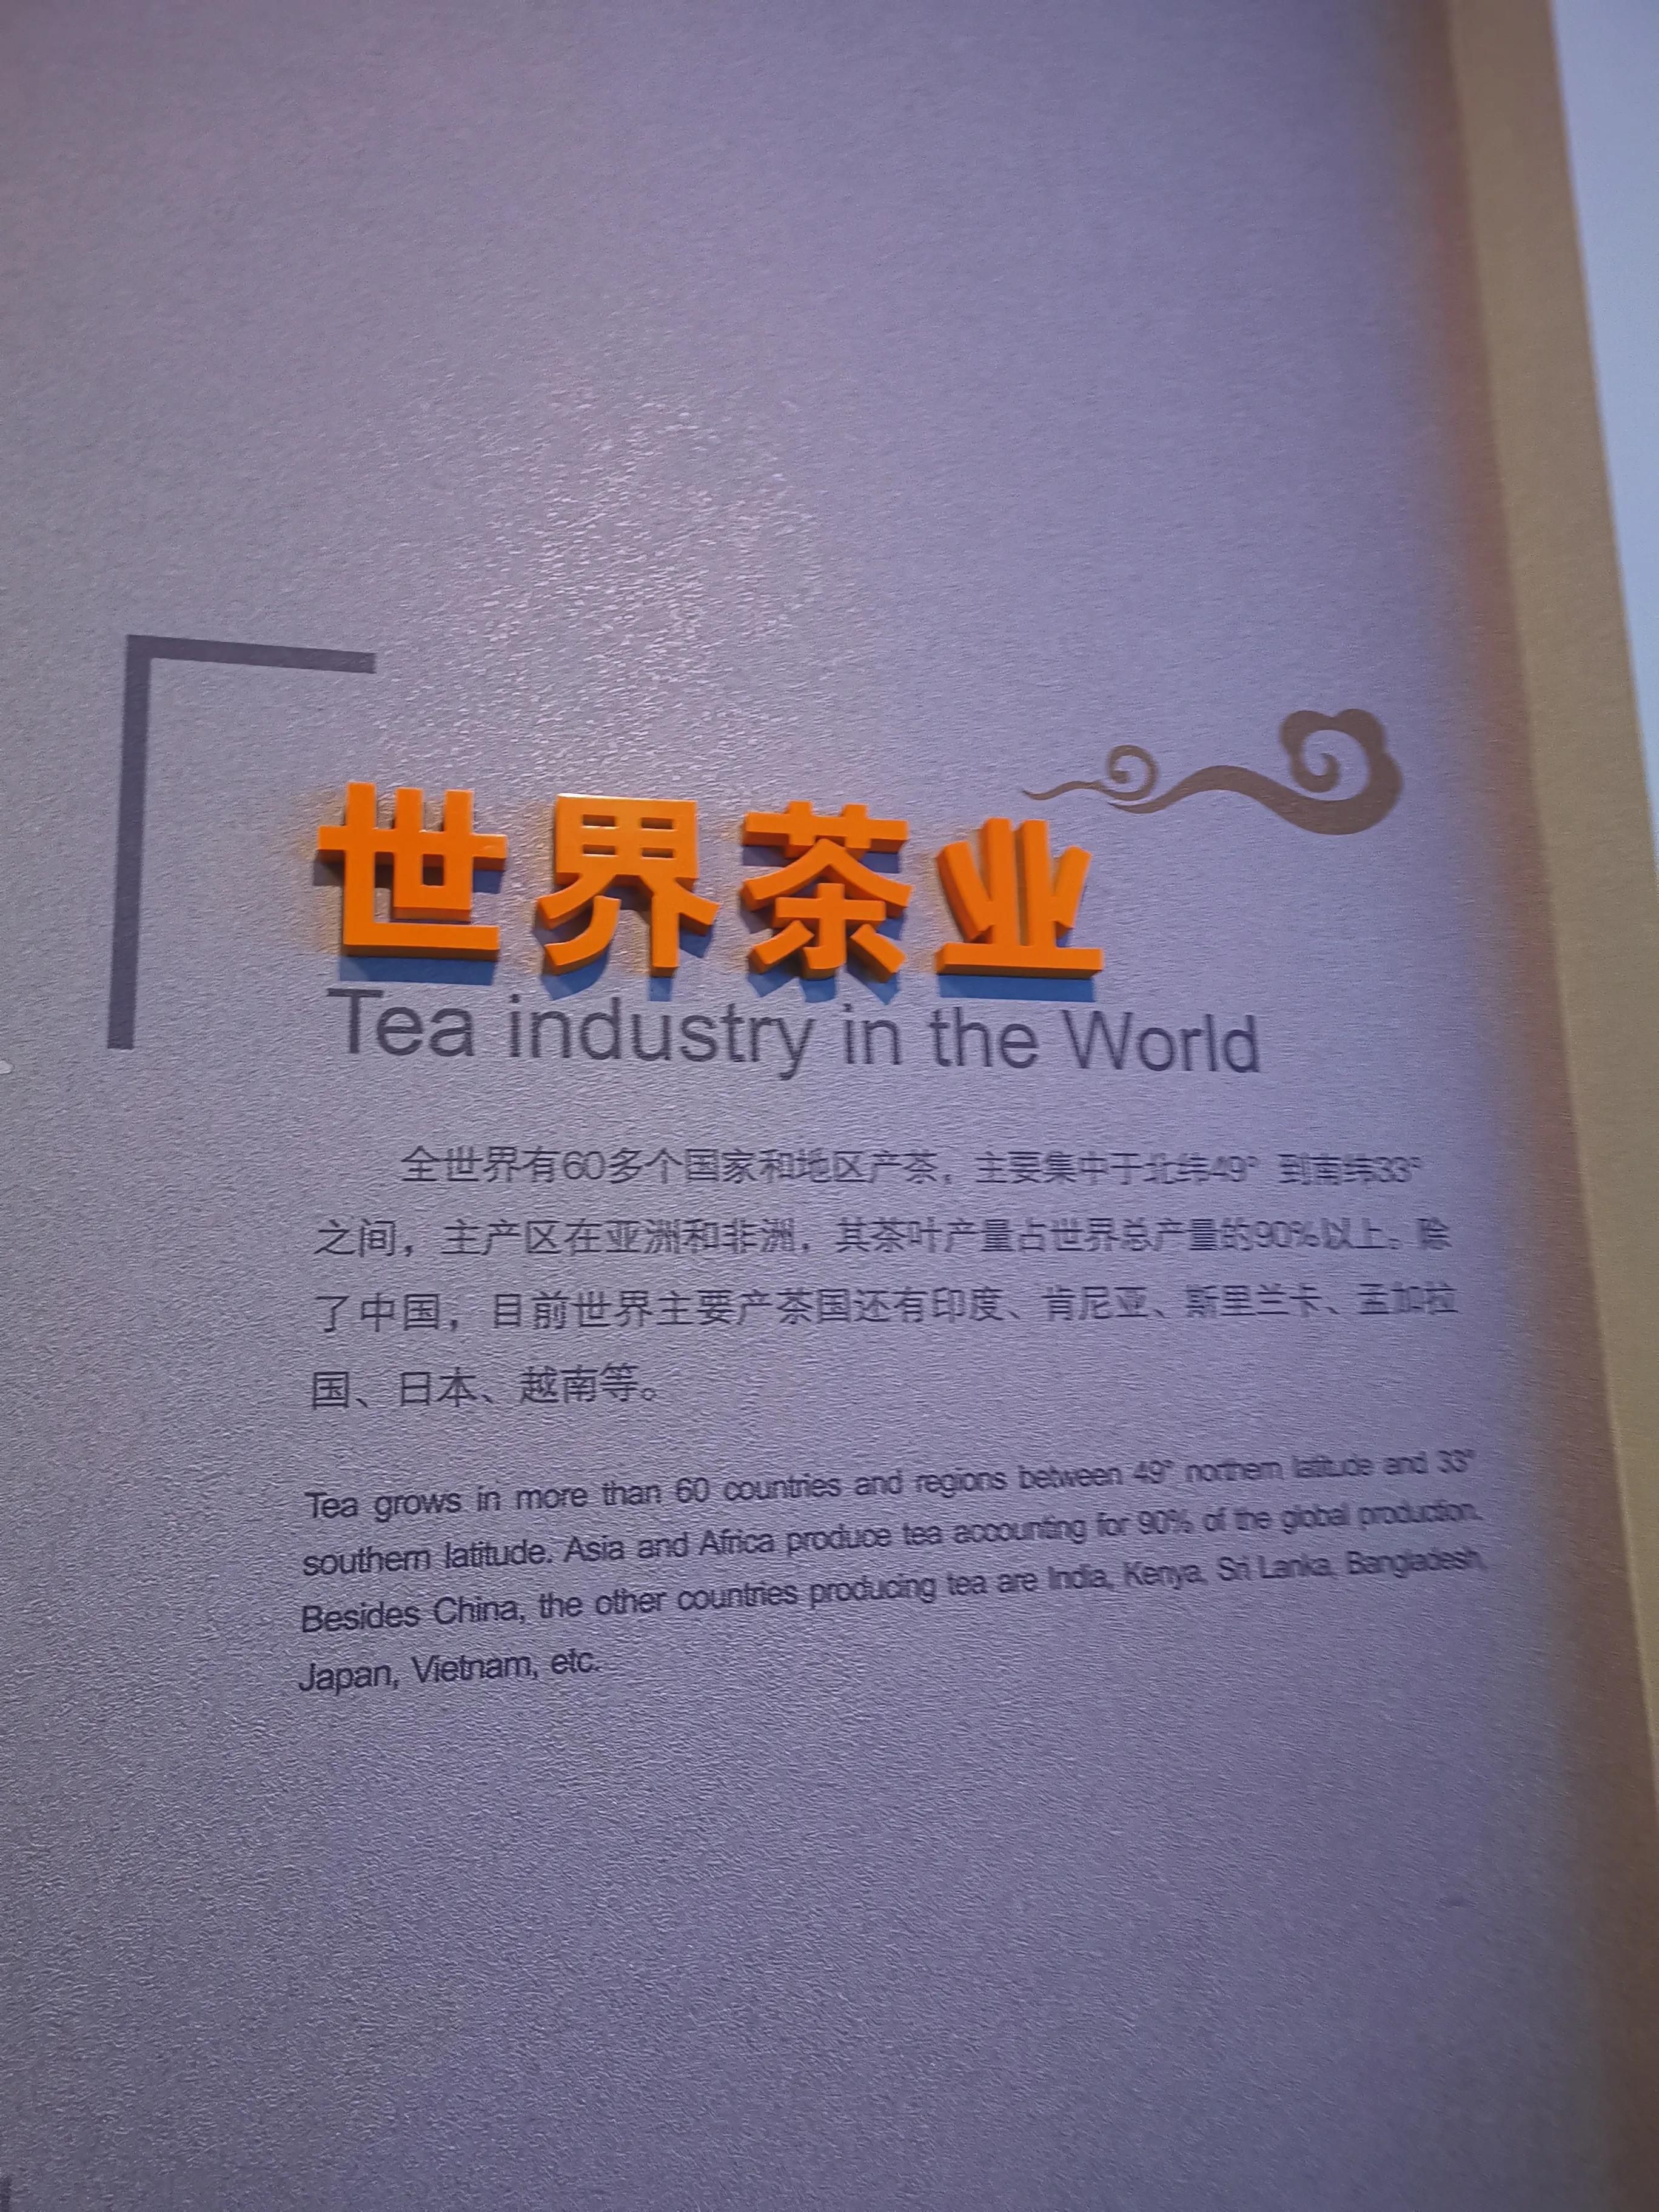 世界茶业
Tea industry in the World
全世界有60多个国家和地区产茶，主要集中于北纬49° 到南纬33°
之间，主产区在亚洲和非洲，其茶叶产量占世界总产量的90%以上。除
了中国，目前世界主要产茶国还有印度、肯尼亚、斯里兰卡、孟加拉
国、日本、越南等。
Tea grows in more than 60 countries and regions between 49° northern latitude and 33°
southern latitude. Asia and Africa produce tea accounting for 90% of the global production.
Besides China, the other countries producing tea are India, Kenya, Sri Lanka, Bangladesh,
Japan, Vietnam, etc.